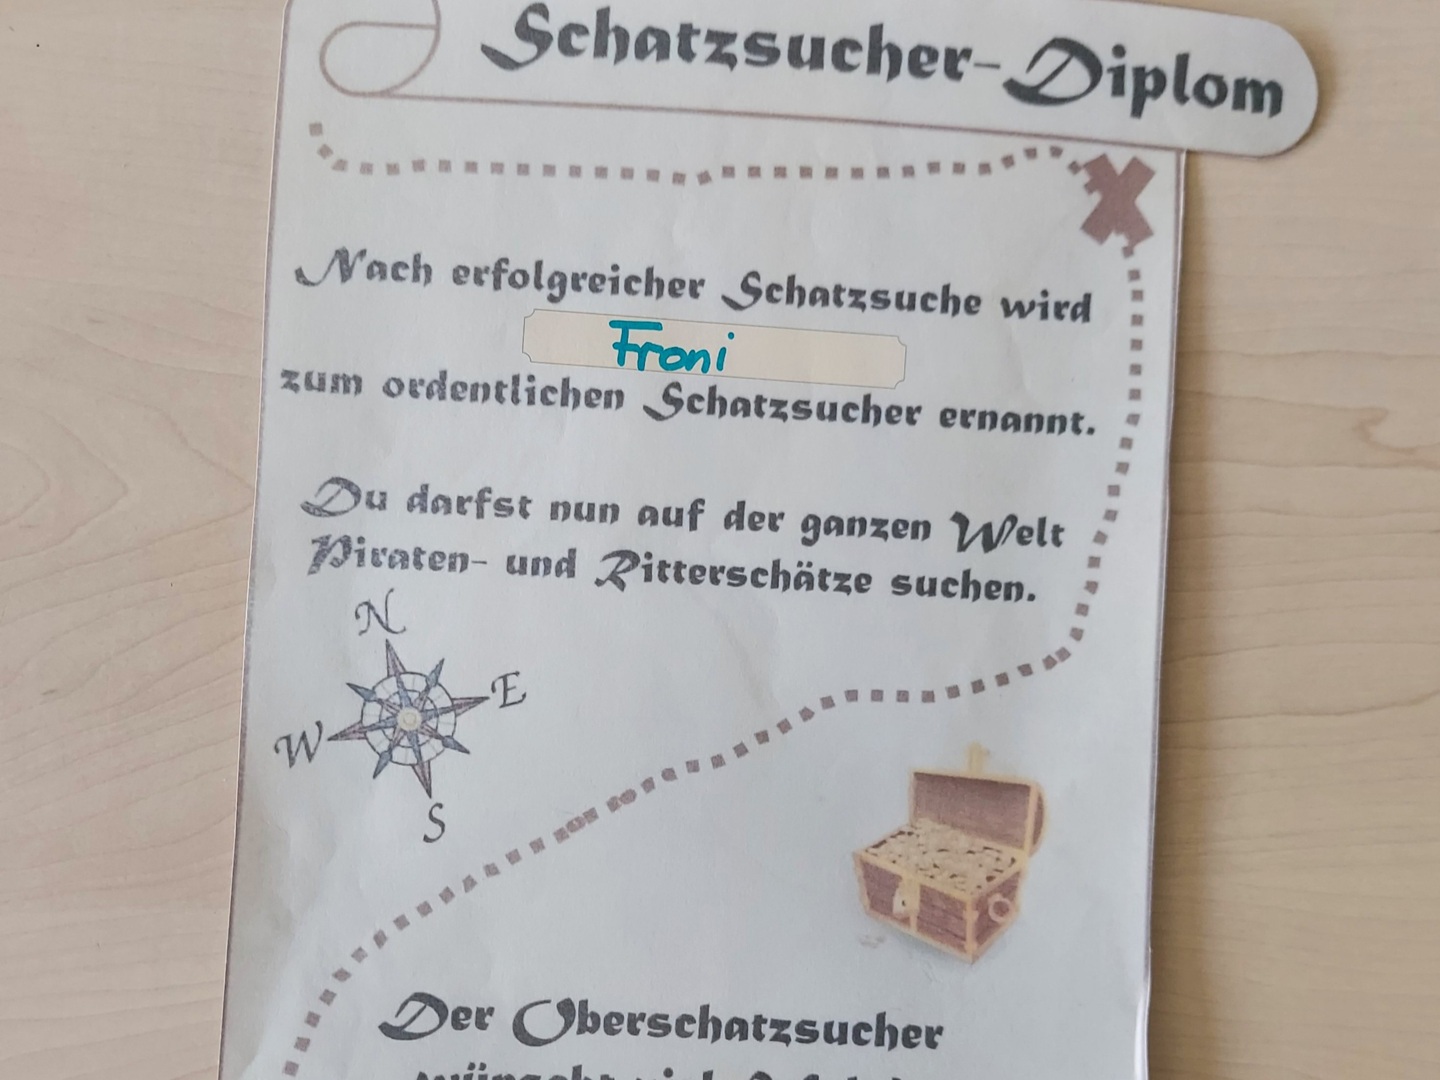 Schatzsucher-Diplom
Nach erfolgreicher Schatzsuche wird
Froni
zum ordentlichen Schatzsucher ernannt.
Du darfst nun auf der ganzen Welt
Piraten- und Ritterschätze suchen.
N
E
W
S
Der Oberschatzsucher